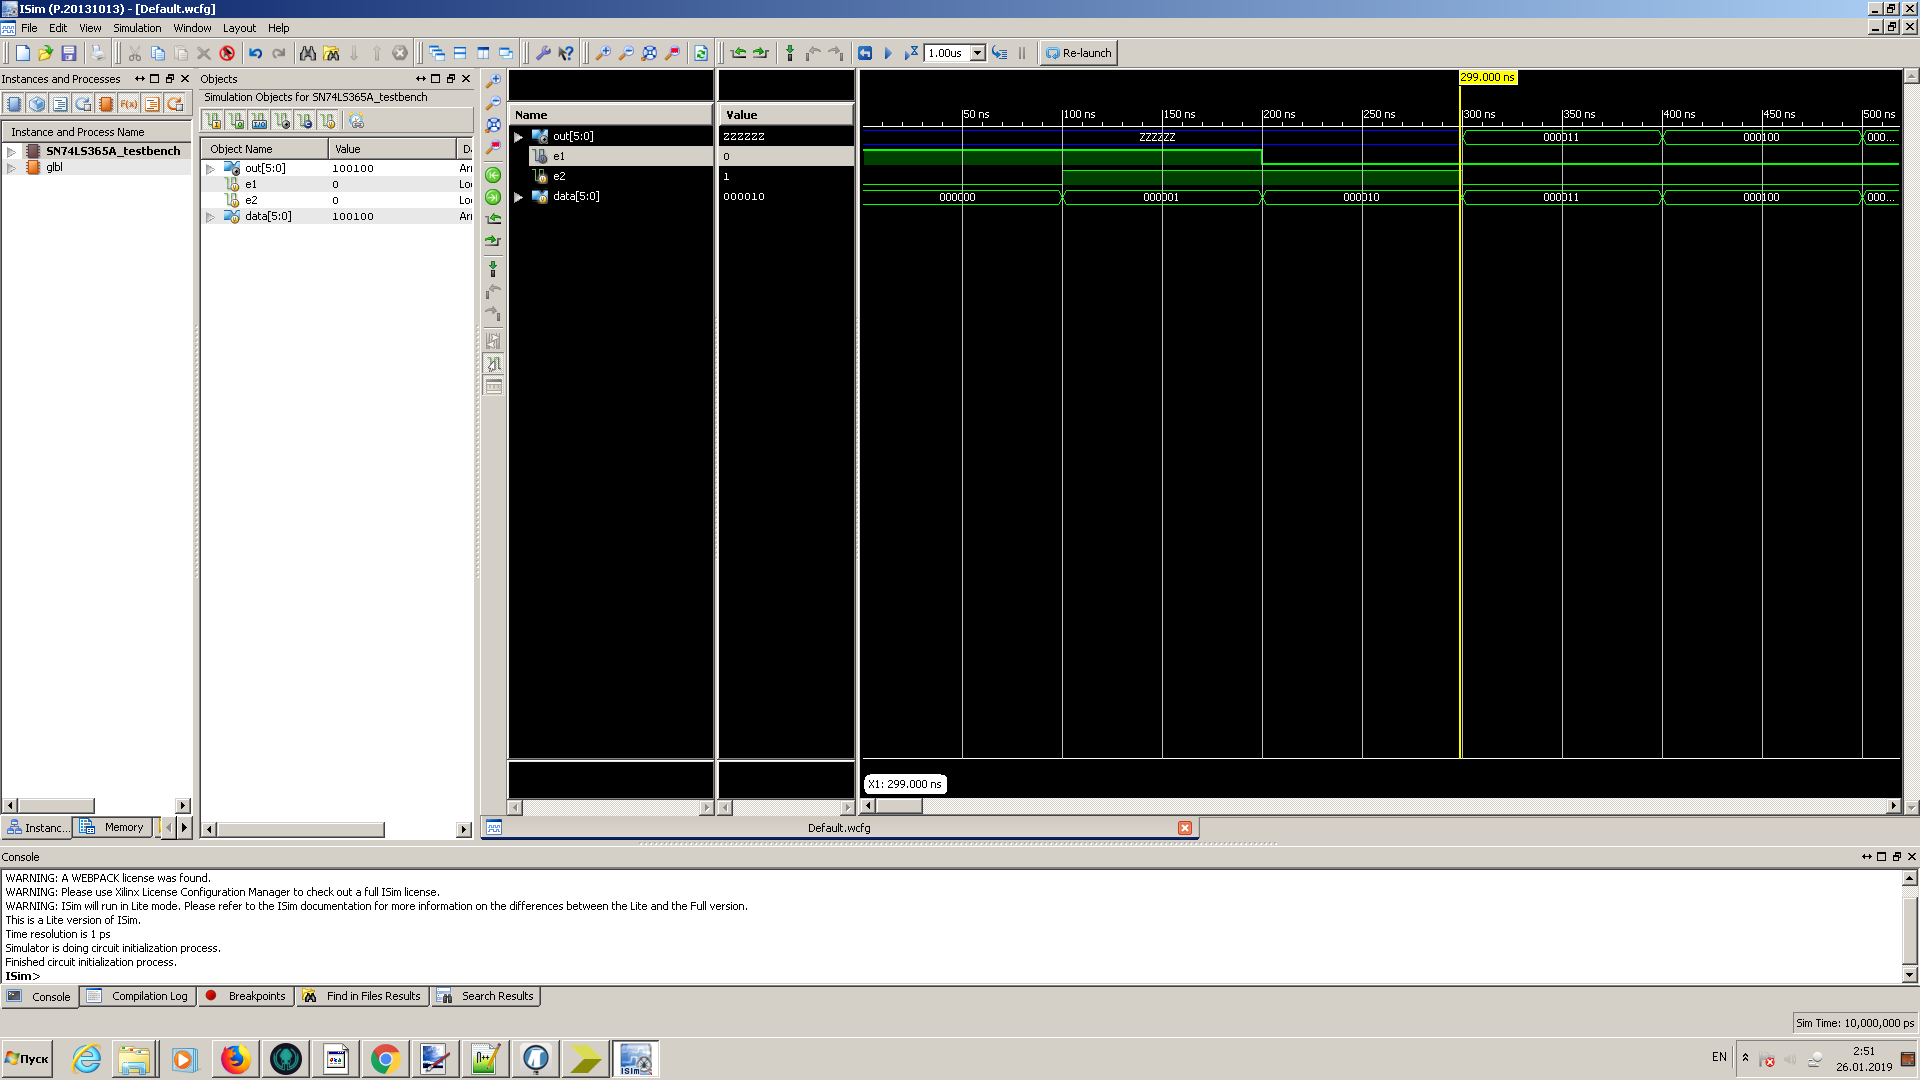 ISim (P.20131013) - [Default.wcfg]
File Edit View Simulation Window Layout Help
1.00us Re-launch
Instances and Processes
Instance and Process Name
SN74LS365A_testbench
glbl
Instanc... Memory
Objects
Simulation Objects for SN74LS365A_testbench
Object Name Value D
out[5:0] 100100 Arr
e1 0 Lo
e2 0 Lo
data[5:0] 100100 Arr
Name Value
out[5:0] ZZZZZZ
e1 0
e2 1
data[5:0] 000010
299.000 ns
50 ns 100 ns 150 ns 200 ns 250 ns 300 ns 350 ns 400 ns 450 ns 500 ns
ZZZZZZ 000011 000100 000...
000000 000001 000010 000011 000100 000...
X1: 299.000 ns
Default.wcfg
Console
WARNING: A WEBPACK license was found.
WARNING: Please use Xilinx License Configuration Manager to check out a full ISim license.
WARNING: ISim will run in Lite mode. Please refer to the ISim documentation for more information on the differences between the Lite and the Full version.
This is a Lite version of ISim.
Time resolution is 1 ps
Simulator is doing circuit initialization process.
Finished circuit initialization process.
ISim>
Console Compilation Log Breakpoints Find in Files Results Search Results
Sim Time: 10,000,000 ps
Пуск ISim EN 2:51
26.01.2019